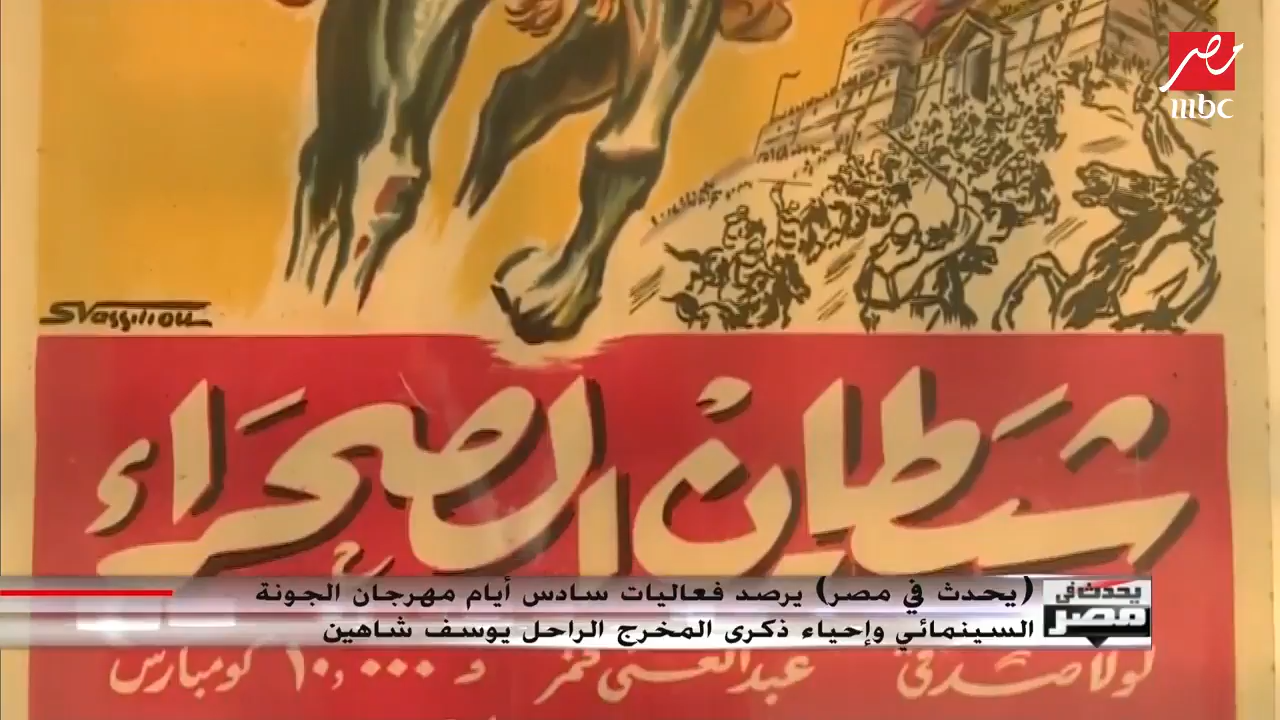 مصر
mbc
SVassiliou
شيطان الصحراء
(يحدث في مصر) يرصد فعاليات سادس أيام مهرجان الجونة
السينمائي وإحياء ذكرى المخرج الراحل يوسف شاهين
يحدث في
مصر
لولا صدقي عبد الغني قمر و ١٠,٠٠٠ كومبارس